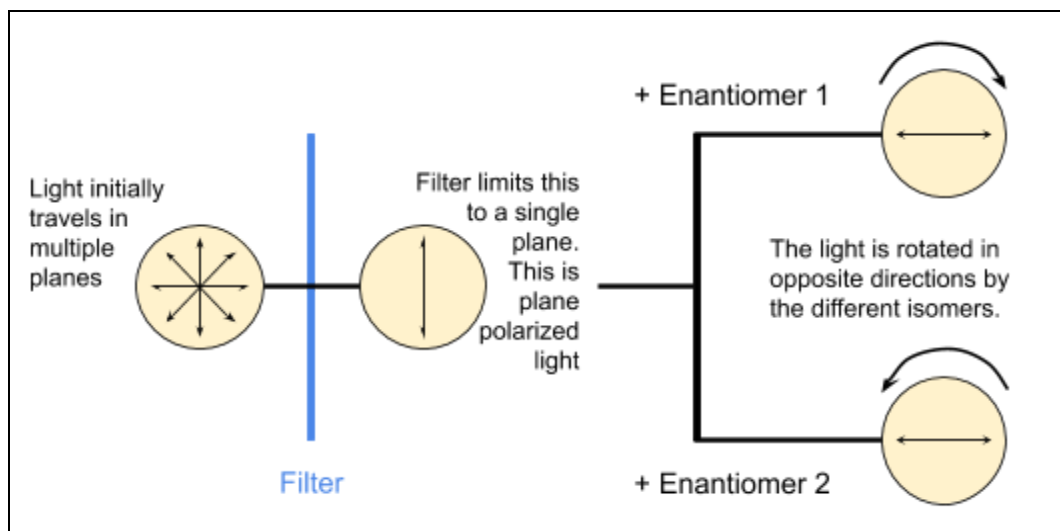 Light initially
travels in
multiple
planes
Filter
Filter limits this
to a single
plane.
This is
plane
polarized
light
+ Enantiomer 1
The light is rotated in
opposite directions by
the different isomers.
+ Enantiomer 2